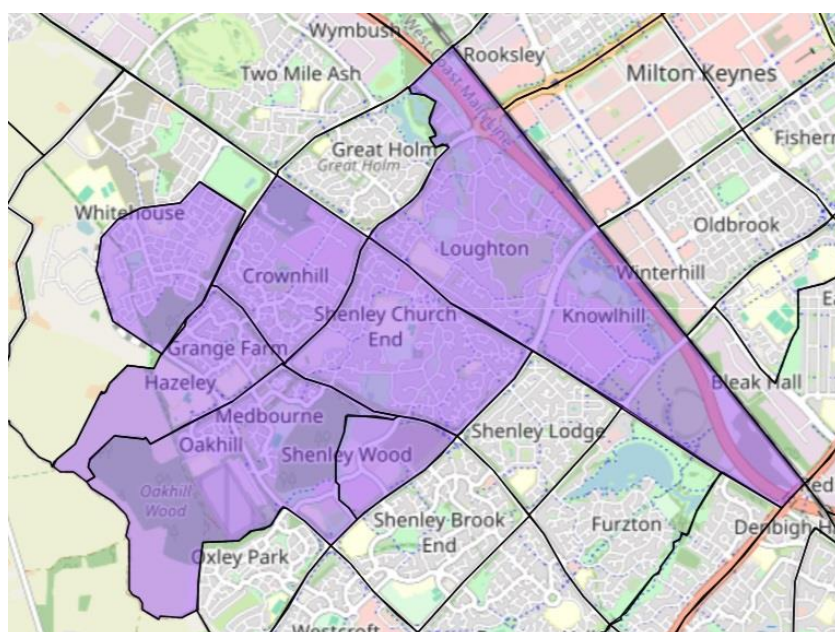 Wymbush
West Coast Main Line
Rooksley
Two Mile Ash
Milton Keynes
Great Holm
Great Holm
Whitehouse
Oldbrook
Loughton
Crownhill
Winterhill
Shenley Church
End
Knowlhill
Grange Farm
Hazeley
Bleak Hall
Medbourne
Oakhill
Shenley Lodge
Shenley Wood
Oakhill
Wood
Shenley Brook
End
Furzton
Oxley Park
Westcroft